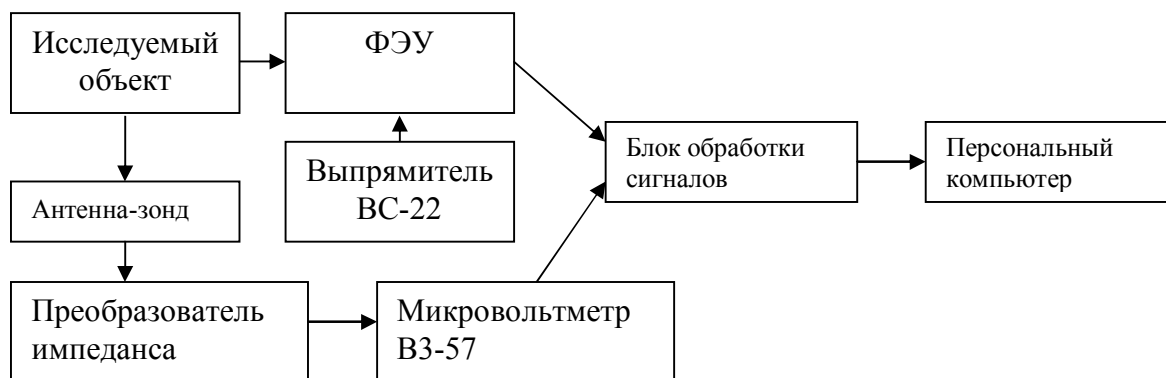 Исследуемый
объект
ФЭУ
Выпрямитель
ВС-22
Блок обработки
сигналов
Персональный
компьютер
Антенна-зонд
Преобразователь
импеданса
Микровольтметр
В3-57